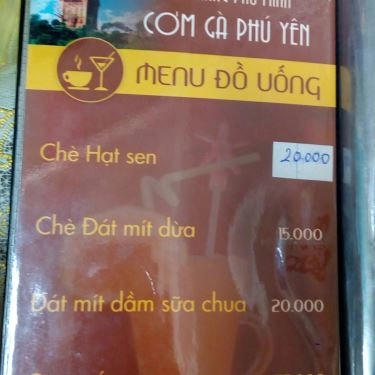 CƠM GÀ PHÚ YÊN
MENU ĐỒ UỐNG
Chè Hạt sen 20.000
Chè Đát mít dừa 15.000
Đát mít dầm sữa chua 20.000